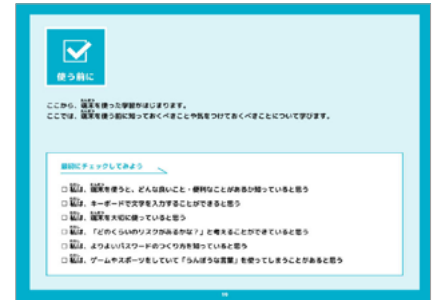 使う前に
ここから、端末を使った学習がはじまります。
ここでは、端末を使う前に知っておくべきことや気をつけておくべきことについて学びます。
最初にチェックしてみよう
□ 私は、端末を使うと、どんな良いこと・便利なことがあるか知っていると思う
□ 私は、キーボードで文字を入力することができると思う
□ 私は、端末を大切に使っていると思う
□ 私は、「どのくらいのリスクがあるかな？」と考えることができていると思う
□ 私は、よりよいパスワードのつくり方を知っていると思う
□ 私は、ゲームやスポーツをしていて「らんぼうな言葉」を使ってしまうことがあると思う